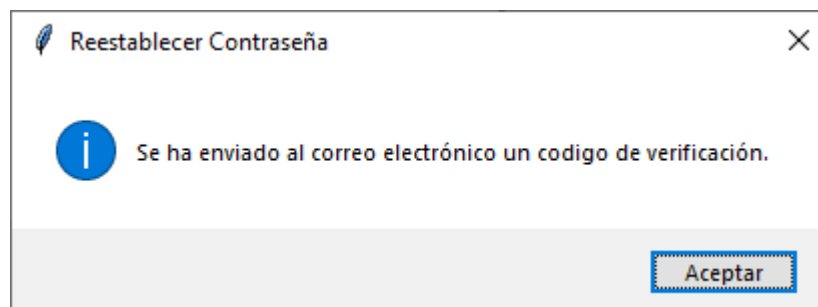 Reestablecer Contraseña
Se ha enviado al correo electrónico un codigo de verificación.
Aceptar